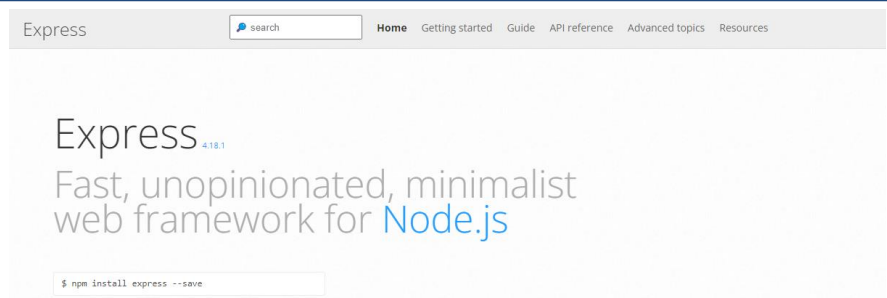 Express search Home Getting started Guide API reference Advanced topics Resources
Express 4.18.1
Fast, unopinionated, minimalist
web framework for Node.js
$ npm install express --save